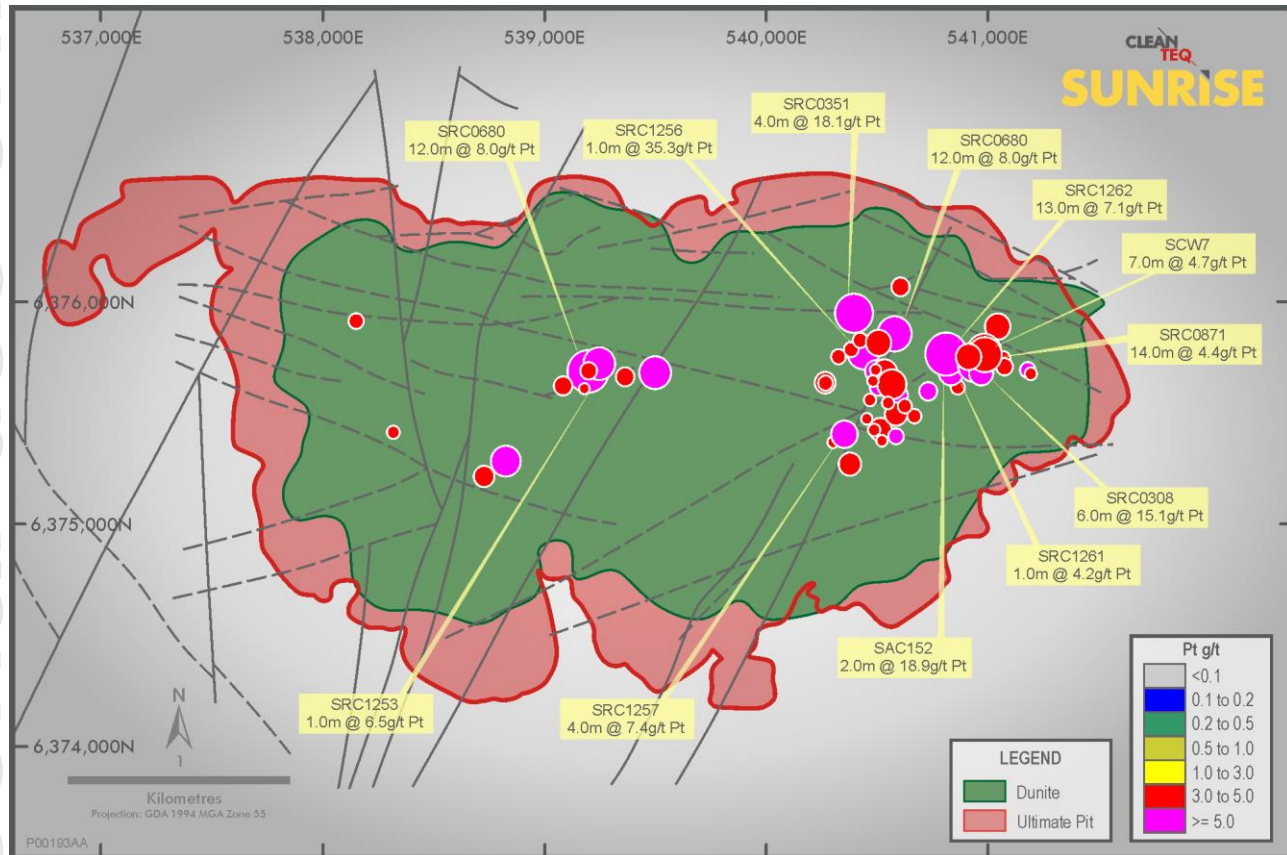 537,000E
538,000E
539,000E
540,000E
541,000E
CLEAN
TEQ
SUNRISE
SRC0351
4.0m @ 18.1g/t Pt
SRC0680
12.0m @ 8.0g/t Pt
SRC1256
1.0m @ 35.3g/t Pt
SRC0680
12.0m @ 8.0g/t Pt
SRC1262
13.0m @ 7.1g/t Pt
SCW7
7.0m @ 4.7g/t Pt
6,376,000N
SRC0871
14.0m @ 4.4g/t Pt
SRC0308
6.0m @ 15.1g/t Pt
6,375,000N
SRC1261
1.0m @ 4.2g/t Pt
SAC152
2.0m @ 18.9g/t Pt
SRC1253
1.0m @ 6.5g/t Pt
SRC1257
4.0m @ 7.4g/t Pt
6,374,000N
N
1
Kilometres
Projection: GDA 1994 MGA Zone 55
P00193AA
LEGEND
Dunite
Ultimate Pit
Pt g/t
<0.1
0.1 to 0.2
0.2 to 0.5
0.5 to 1.0
1.0 to 3.0
3.0 to 5.0
>= 5.0